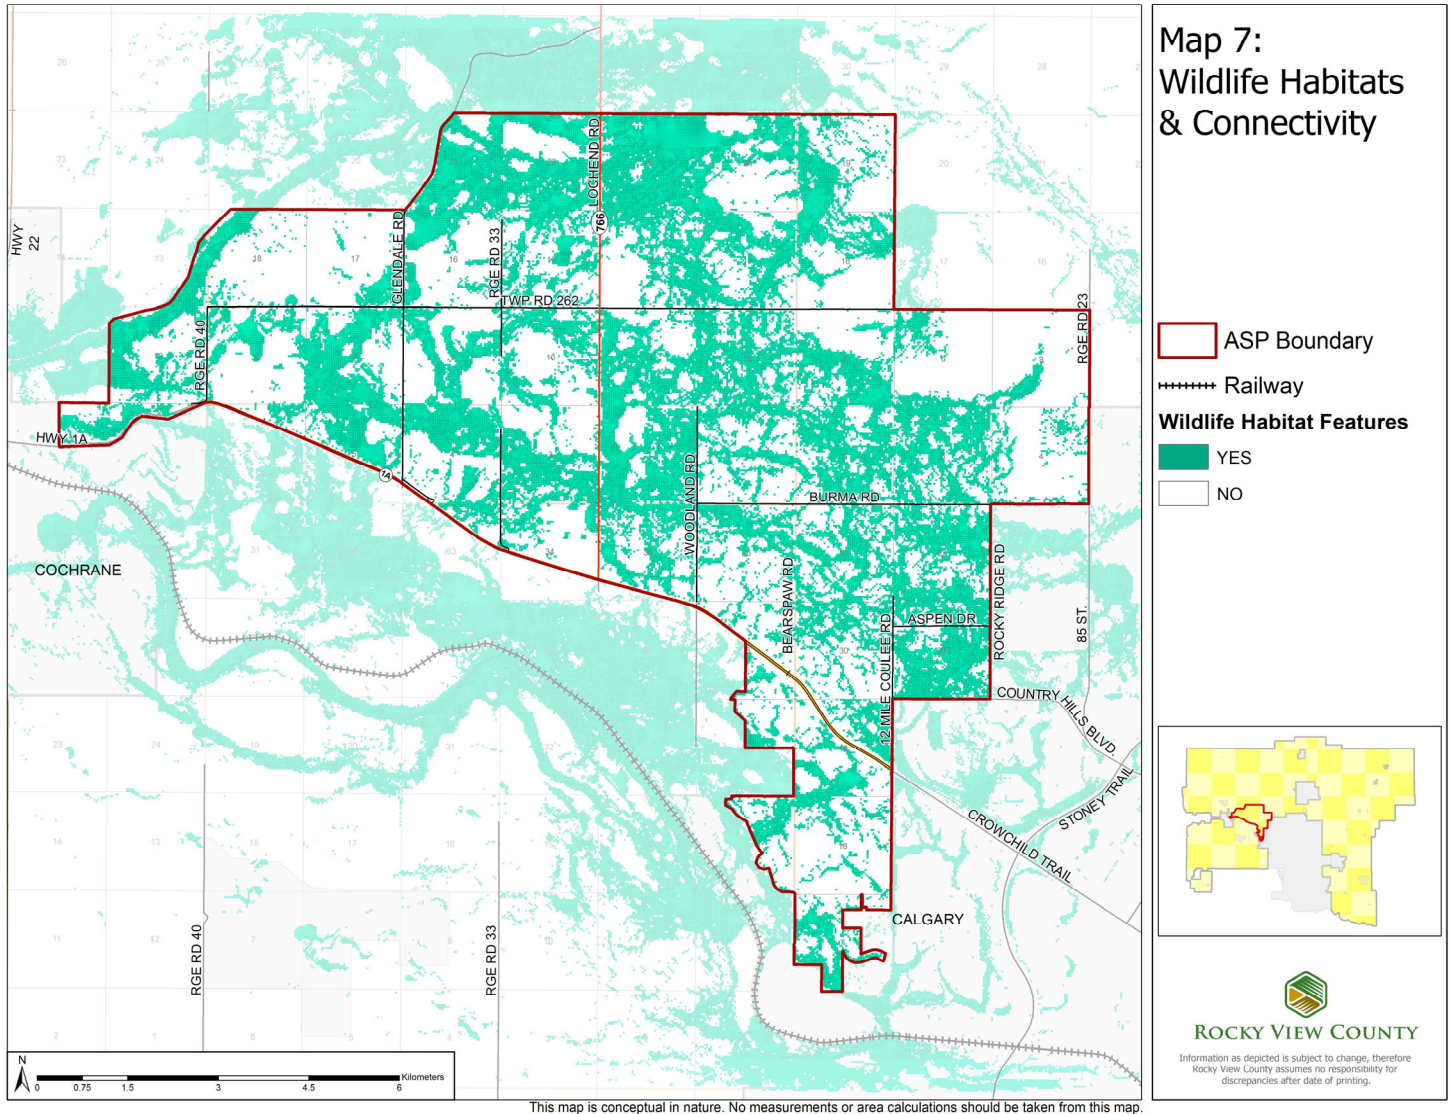 Map 7:
Wildlife Habitats
& Connectivity
ASP Boundary
Railway
Wildlife Habitat Features
YES
NO
ROCKY VIEW COUNTY
Information as depicted is subject to change, therefore
Rocky View County assumes no responsibility for
discrepancies after date of printing.
HWY
22
GLENDALE RD
RGE RD 33
LOCHEND RD
766
TWP RD 262
RGE RD 40
RGE RD 23
HWY 1A
1A
WOODLAND RD
BURMA RD
BEARSPAW RD
12 MILE COULEE RD
ASPEN DR
ROCKY RIDGE RD
85 ST.
COCHRANE
COUNTRY HILLS BLVD.
STONEY TRAIL
CROWCHILD TRAIL
CALGARY
RGE RD 40
RGE RD 33
N
0 0.75 1.5 3 4.5 6
Kilometers
This map is conceptual in nature. No measurements or area calculations should be taken from this map.